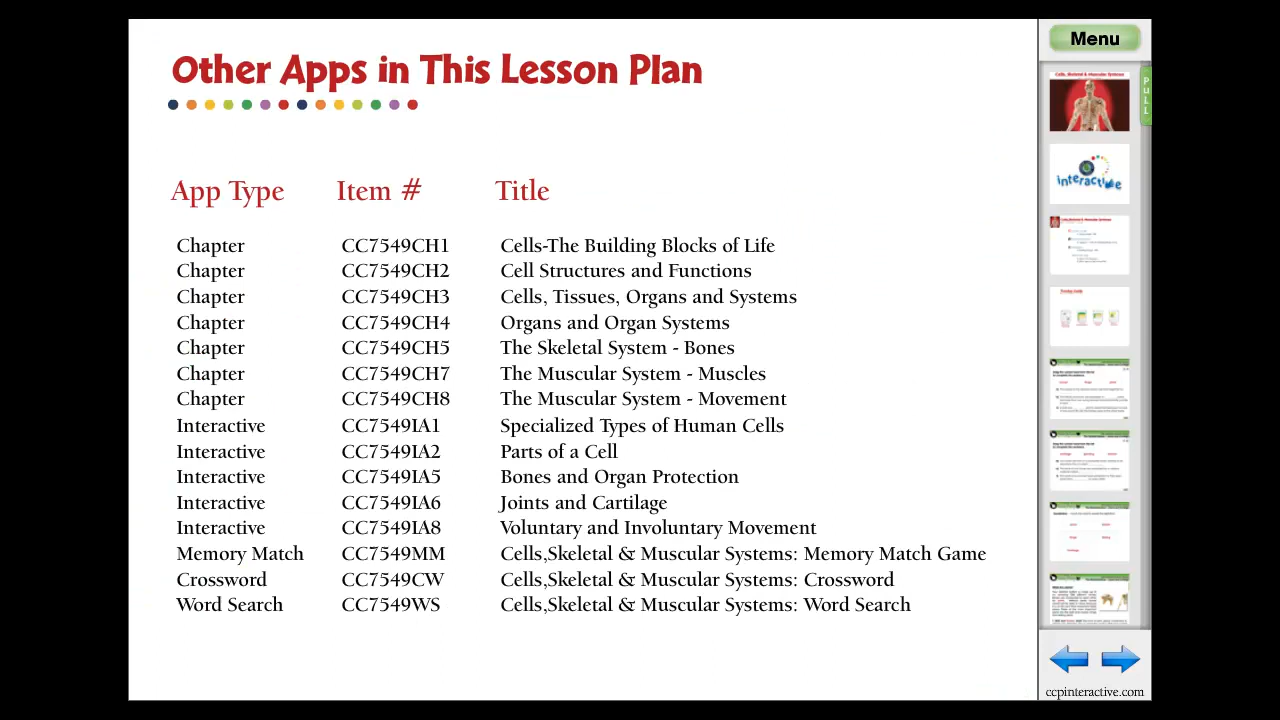 Other Apps in This Lesson Plan
Menu
PULL
App Type Item # Title
Chapter CC7549CH1 Cells-The Building Blocks of Life
Chapter CC7549CH2 Cell Structures and Functions
Chapter CC7549CH3 Cells, Tissues, Organs and Systems
Chapter CC7549CH4 Organs and Organ Systems
Chapter CC7549CH5 The Skeletal System - Bones
Chapter CC7549CH7 The Muscular System - Muscles
Chapter CC7549CH8 The Muscular System - Movement
Interactive CC7549IA1 Specialized Types of Human Cells
Interactive CC7549IA2 Parts of a Cell
Interactive Bones and Organ Protection
Interactive CC7549IA6 Joints and Cartilage
Interactive CC7549IA8 Voluntary and Involuntary Movement
Memory Match CC7549MM Cells,Skeletal & Muscular Systems: Memory Match Game
Crossword CC7549CW Cells,Skeletal & Muscular Systems: Crossword
Word Search CC7549WS Cells,Skeletal & Muscular Systems: Word Search
Cells, Skeletal & Muscular Systems
interactive
ccpinteractive.com